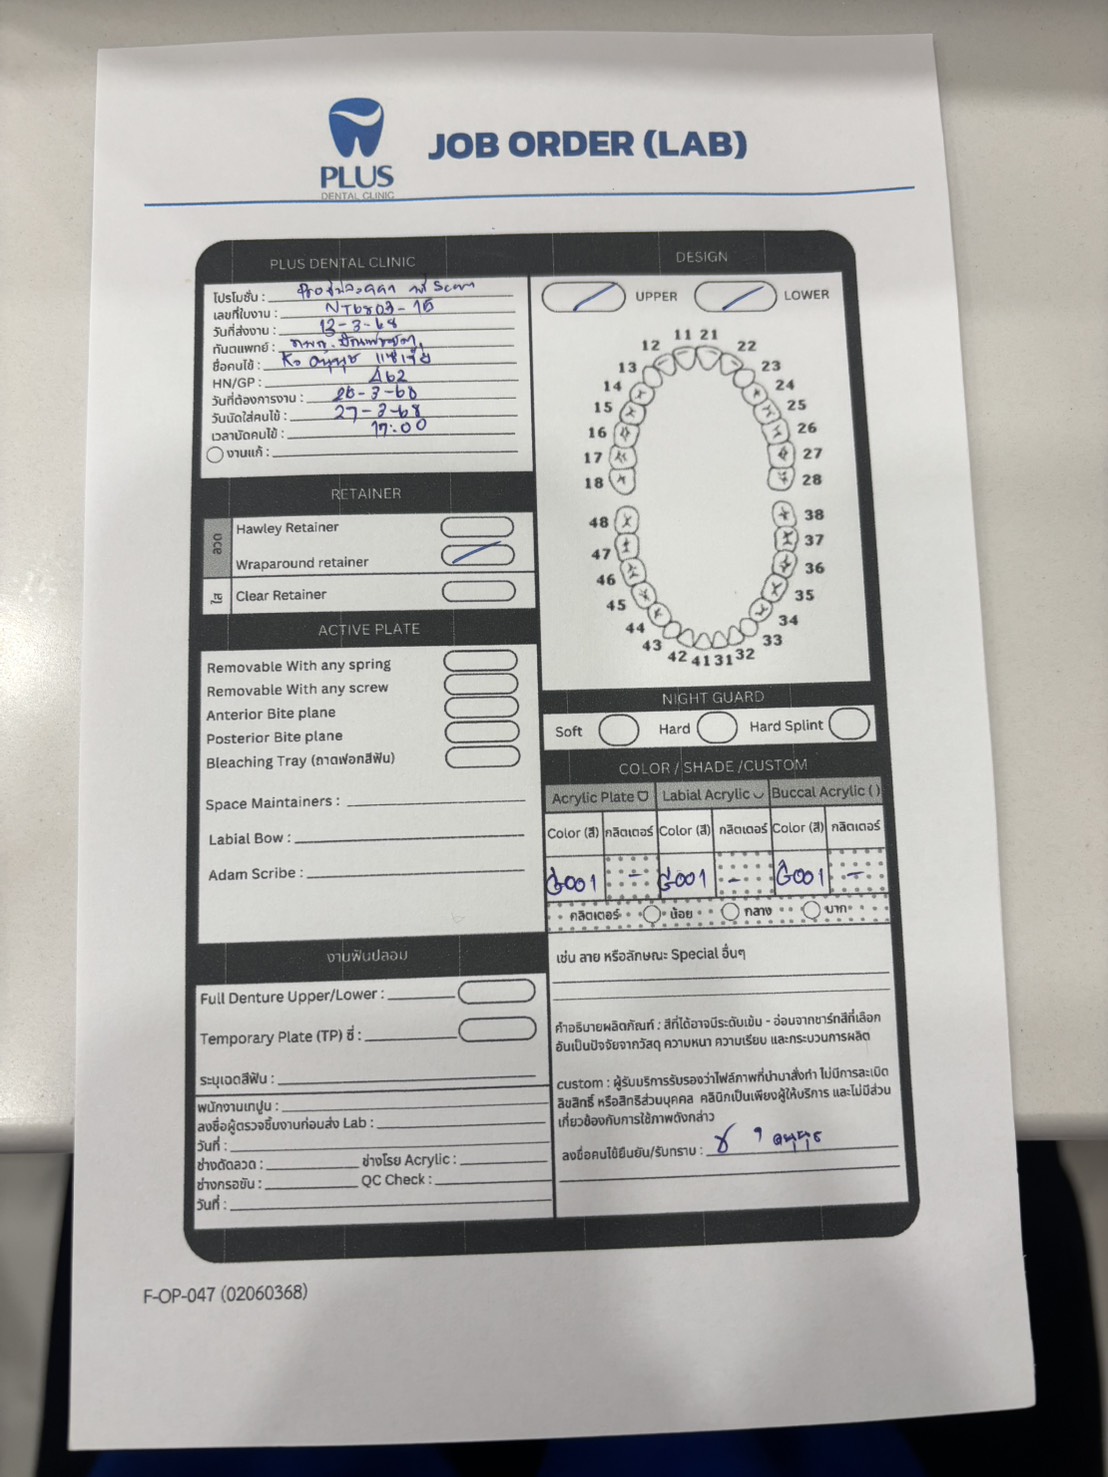 PLUS
DENTAL CLINIC
JOB ORDER (LAB)
PLUS DENTAL CLINIC
โปรโมชั่น : Scan
เลขที่ใบงาน : NT6803-15
วันที่ส่งงาน : 12-3-68
ทันตแพทย์ :
ชื่อคนไข้ :
HN/GP : A62
วันที่ต้องการงาน : 26-3-68
วันนัดใส่คนไข้ : 27-3-68
เวลานัดคนไข้ : 17:00
งานแก้ :
RETAINER
ลวด
Hawley Retainer
Wraparound retainer
ใส
Clear Retainer
ACTIVE PLATE
Removable With any spring
Removable With any screw
Anterior Bite plane
Posterior Bite plane
Bleaching Tray (ถาดฟอกสีฟัน)
Space Maintainers :
Labial Bow :
Adam Scribe :
งานฟันปลอม
Full Denture Upper/Lower :
Temporary Plate (TP) ซี่ :
ระบุเฉดสีฟัน :
พนักงานเทปูน :
ลงชื่อผู้ตรวจชิ้นงานก่อนส่ง Lab :
วันที่ :
ช่างดัดลวด : ช่างโรย Acrylic :
ช่างกรอขัน : QC Check :
วันที่ :
DESIGN
UPPER LOWER
11 21
12 22
13 23
14 24
15 25
16 26
17 27
18 28
48 38
47 37
46 36
45 35
44 34
43 33
42 41 31 32
NIGHT GUARD
Soft Hard Hard Splint
COLOR / SHADE /CUSTOM
Acrylic Plate Labial Acrylic Buccal Acrylic ( )
Color (สี) กลิตเตอร์ Color (สี) กลิตเตอร์ Color (สี) กลิตเตอร์
G001 - G001 - G001 -
กลิตเตอร์ น้อย กลาง มาก
เช่น ลาย หรือลักษณะ Special อื่นๆ
คำอธิบายผลิตภัณฑ์ : สีที่ได้อาจมีระดับเข้ม - อ่อนจากชาร์ทสีที่เลือก
อันเป็นปัจจัยจากวัสดุ ความหนา ความเรียบ และกระบวนการผลิต
custom : ผู้รับบริการรับรองว่าไฟล์ภาพที่นำมาสั่งทำ ไม่มีการละเมิด
ลิขสิทธิ์ หรือสิทธิส่วนบุคคล คลินิกเป็นเพียงผู้ให้บริการ และไม่มีส่วน
เกี่ยวข้องกับการใช้ภาพดังกล่าว
ลงชื่อคนไข้ยืนยัน/รับทราบ :
F-OP-047 (02060368)